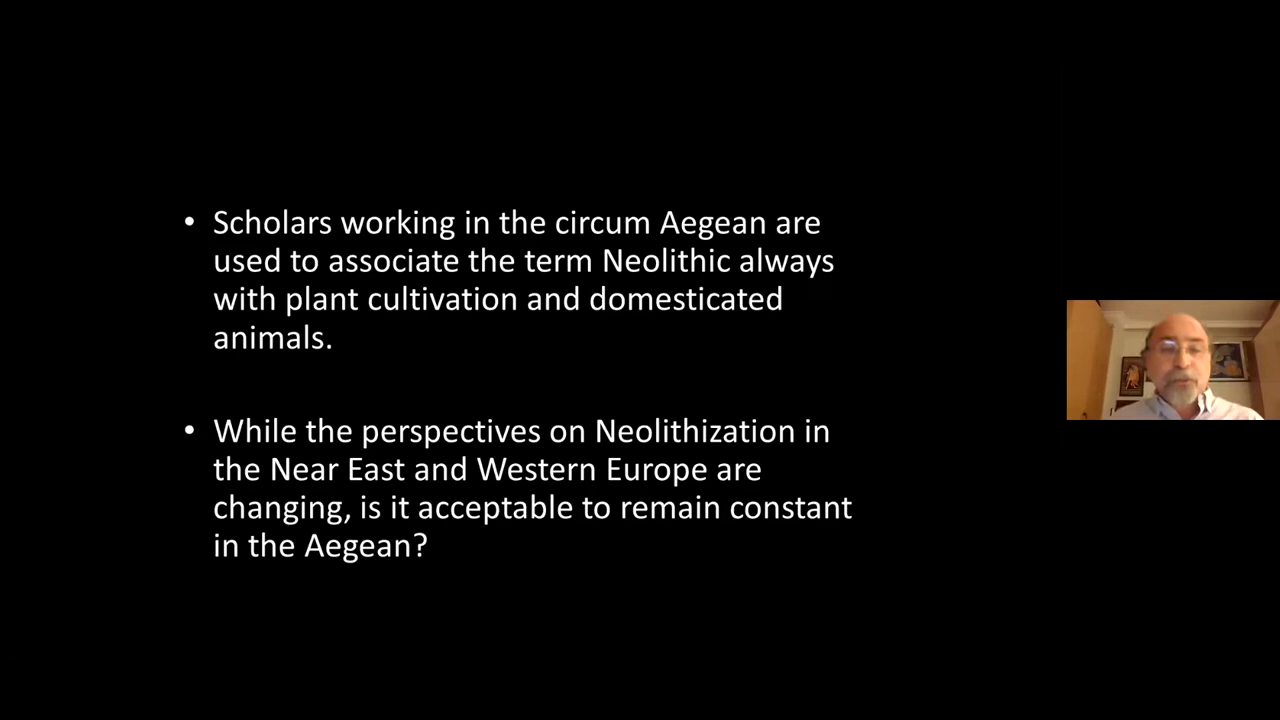 • Scholars working in the circum Aegean are
used to associate the term Neolithic always
with plant cultivation and domesticated
animals.
• While the perspectives on Neolithization in
the Near East and Western Europe are
changing, is it acceptable to remain constant
in the Aegean?